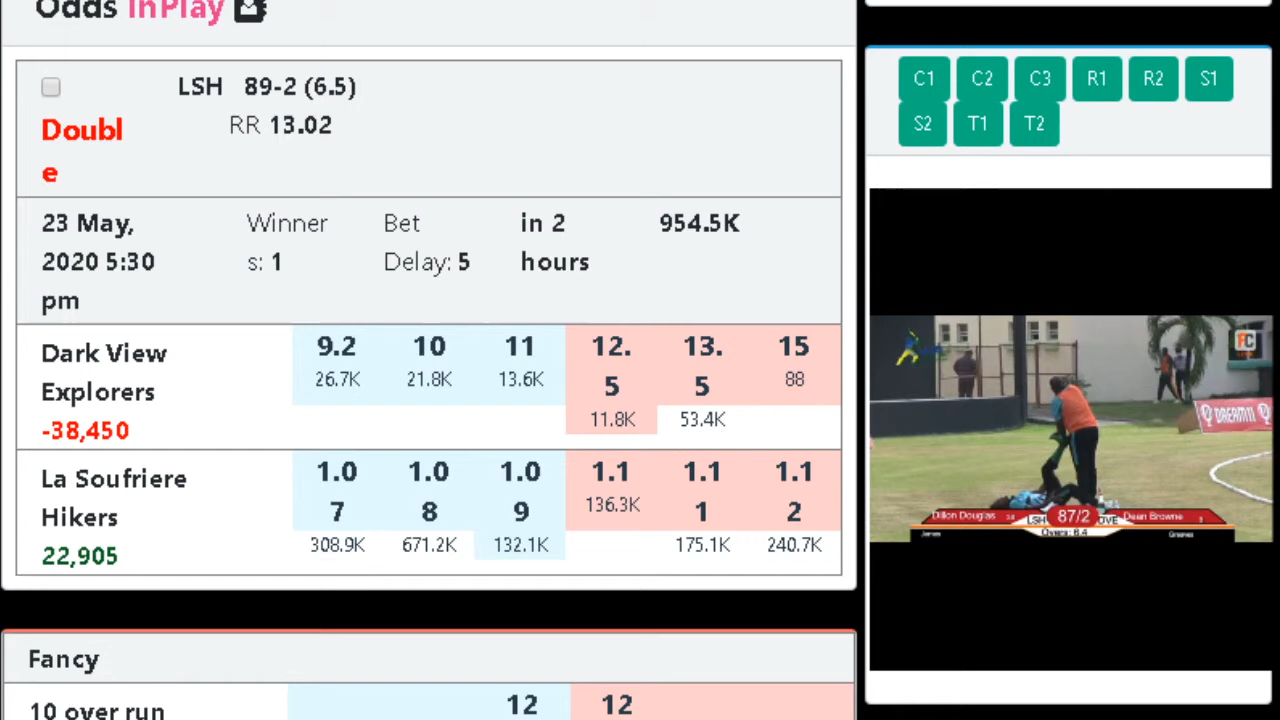 Odds InPlay
LSH 89-2 (6.5)
Doubl
e
RR 13.02
23 May,
2020 5:30
pm
Winner
s: 1
Bet
Delay: 5
in 2
hours
954.5K
Dark View
Explorers
-38,450
9.2
26.7K
10
21.8K
11
13.6K
12.
5
11.8K
13.
5
53.4K
15
88
La Soufriere
Hikers
22,905
1.0
7
308.9K
1.0
8
671.2K
1.0
9
132.1K
1.1
136.3K
1.1
1
175.1K
1.1
2
240.7K
Fancy
10 over run
12
12
C1 C2 C3 R1 R2 S1
S2 T1 T2
FC
DREAM11
Dillon Douglas
LSH 87/2 DVE
Dean Browne
Overs: 6.4
James
Greaves